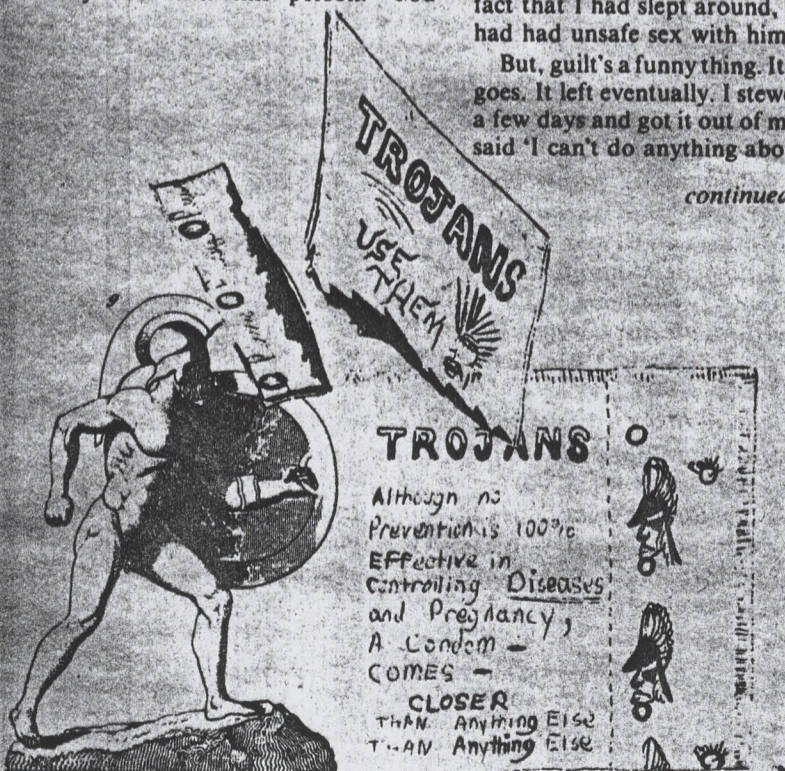 fact that I had slept around,
had had unsafe sex with him
But, guilt's a funny thing. It
goes. It left eventually. I stew
a few days and got it out of m
said 'I can't do anything abo
continued
TROJANS
USE
THEM
TROJANS
Although no
Prevention is 100%
Effective in
Controlling Diseases
and Pregnancy,
A Condom -
COMES -
CLOSER
THAN Anything Else
THAN Anything Else